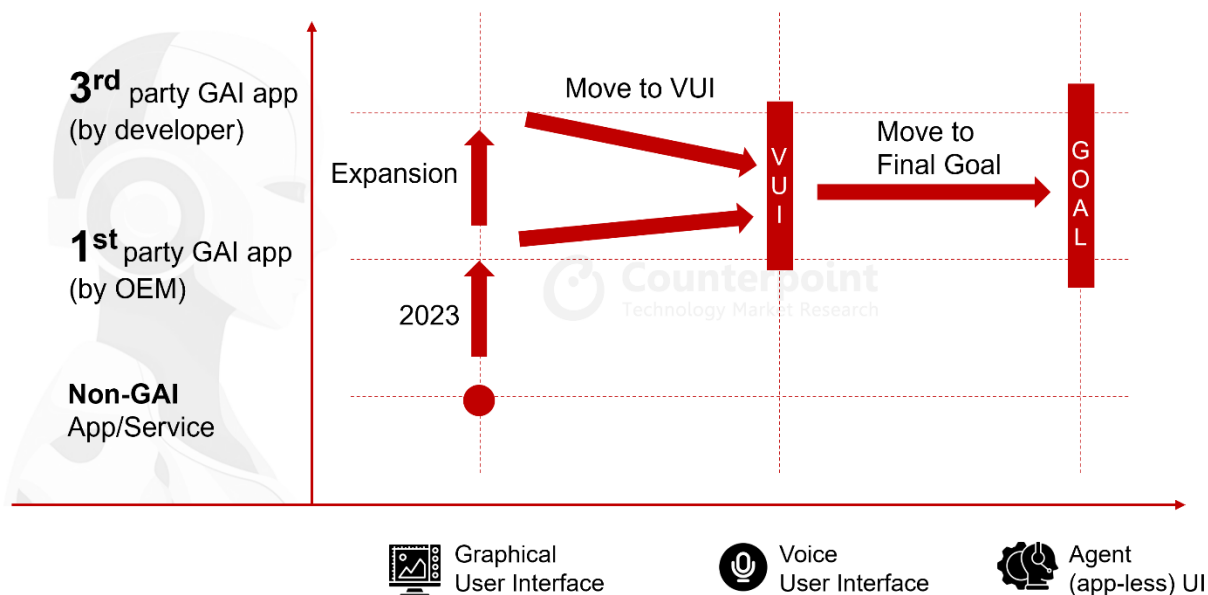 3rd party GAI app
(by developer)
Move to VUI
Move to
Final Goal
Expansion
VUI
GOAL
1st party GAI app
(by OEM)
Counterpoint
Technology Market Research
2023
Non-GAI
App/Service
Graphical
User Interface
Voice
User Interface
Agent
(app-less) UI